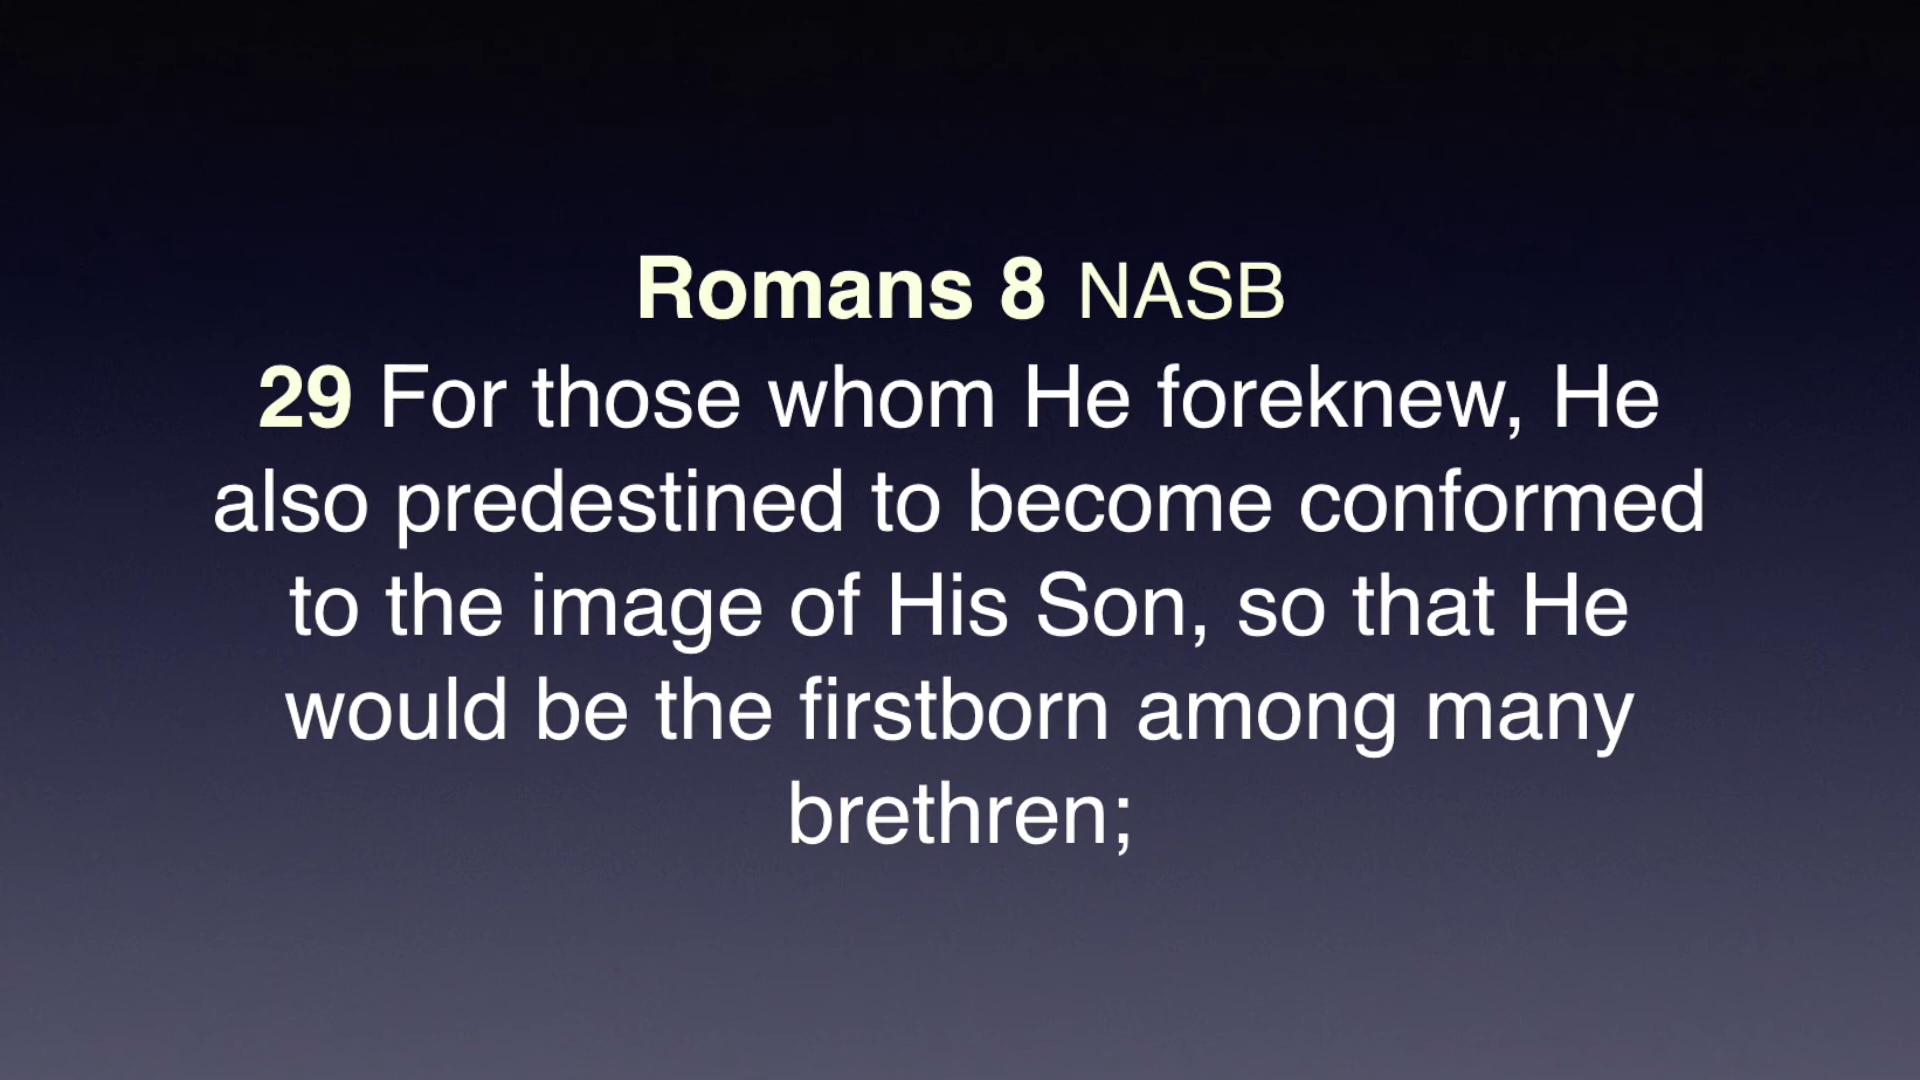 Romans 8 NASB
29 For those whom He foreknew, He
also predestined to become conformed
to the image of His Son, so that He
would be the firstborn among many
brethren;